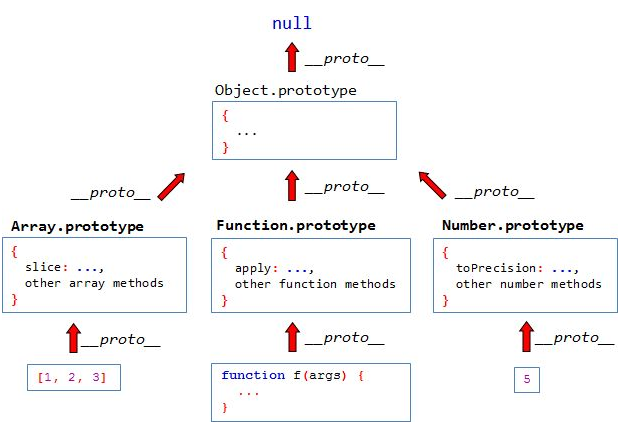 null
__proto__
Object.prototype
{
...
}
__proto__
__proto__
__proto__
Array.prototype
{
slice: ...,
other array methods
}
Function.prototype
{
apply: ...,
other function methods
}
Number.prototype
{
toPrecision: ...,
other number methods
}
__proto__
__proto__
__proto__
[1, 2, 3]
function f(args) {
...
}
5